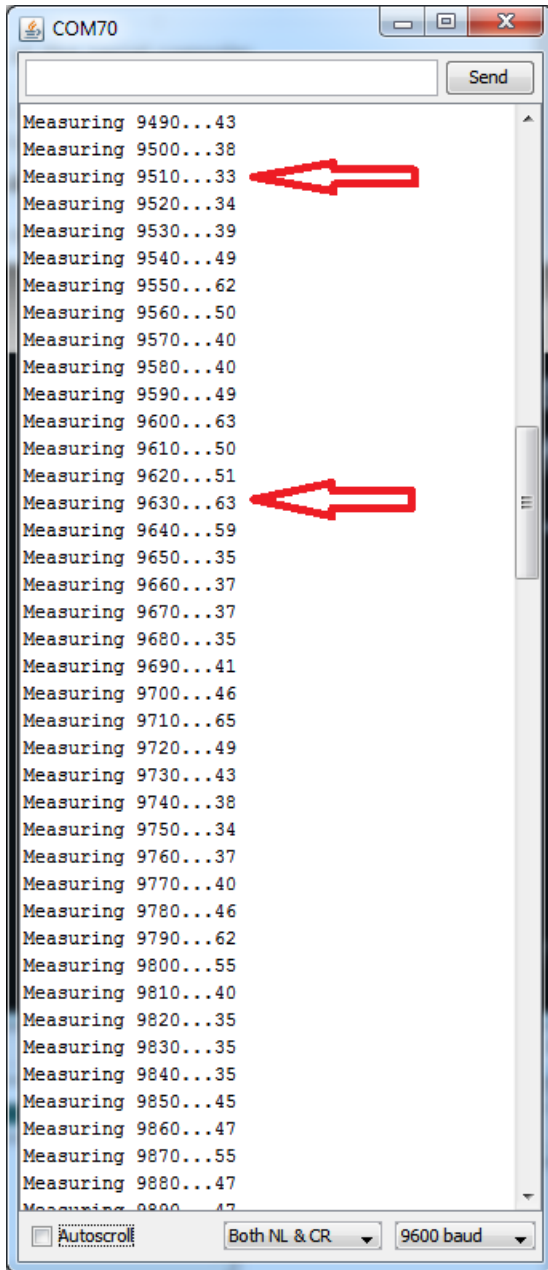 COM70
Send
Measuring 9490...43
Measuring 9500...38
Measuring 9510...33
Measuring 9520...34
Measuring 9530...39
Measuring 9540...49
Measuring 9550...62
Measuring 9560...50
Measuring 9570...40
Measuring 9580...40
Measuring 9590...49
Measuring 9600...63
Measuring 9610...50
Measuring 9620...51
Measuring 9630...63
Measuring 9640...59
Measuring 9650...35
Measuring 9660...37
Measuring 9670...37
Measuring 9680...35
Measuring 9690...41
Measuring 9700...46
Measuring 9710...65
Measuring 9720...49
Measuring 9730...43
Measuring 9740...38
Measuring 9750...34
Measuring 9760...37
Measuring 9770...40
Measuring 9780...46
Measuring 9790...62
Measuring 9800...55
Measuring 9810...40
Measuring 9820...35
Measuring 9830...35
Measuring 9840...35
Measuring 9850...45
Measuring 9860...47
Measuring 9870...55
Measuring 9880...47
Measuring 9890...47
Autoscroll Both NL & CR 9600 baud